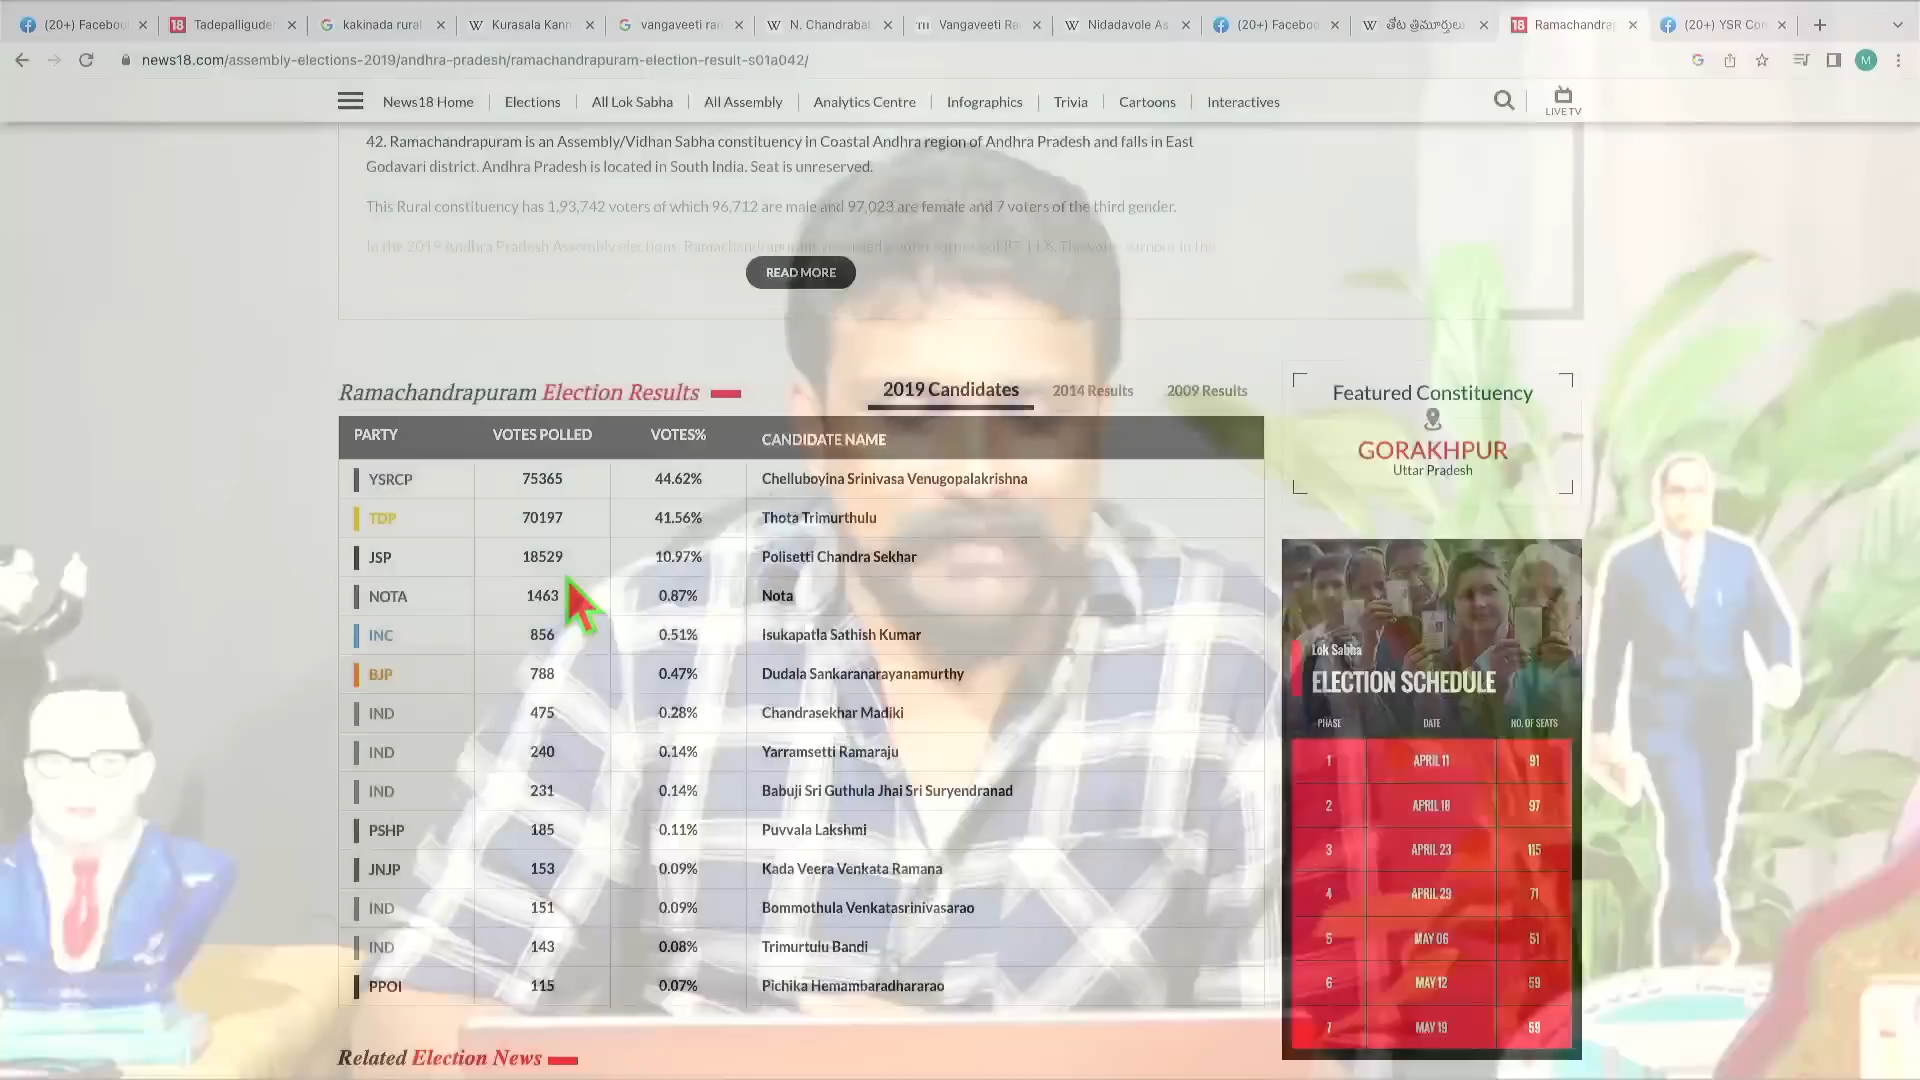 (20+) Faceboo
Tadepalligude
kakinada rural
Kurasala Kann
vangaveeti ran
N. Chandrabal
Vangaveeti Ra
Nidadavole As
(20+) Faceboo
తోట త్రిమూర్తులు
Ramachandrap
(20+) YSR Con
news18.com/assembly-elections-2019/andhra-pradesh/ramachandrapuram-election-result-s01a042/
M
News18 Home
Elections
All Lok Sabha
All Assembly
Analytics Centre
Infographics
Trivia
Cartoons
Interactives
LIVE TV
42. Ramachandrapuram is an Assembly/Vidhan Sabha constituency in Coastal Andhra region of Andhra Pradesh and falls in East
Godavari district. Andhra Pradesh is located in South India. Seat is unreserved.
This Rural constituency has 1,93,742 voters of which 96,712 are male and 97,023 are female and 7 voters of the third gender.
In the 2019 Andhra Pradesh Assembly elections, Ramachandrapuram
READ MORE
Ramachandrapuram Election Results
2019 Candidates 2014 Results 2009 Results
PARTY VOTES POLLED VOTES% CANDIDATE NAME
YSRCP 75365 44.62% Chelluboyina Srinivasa Venugopalakrishna
TDP 70197 41.56% Thota Trimurthulu
JSP 18529 10.97% Polisetti Chandra Sekhar
NOTA 1463 0.87% Nota
INC 856 0.51% Isukapatla Sathish Kumar
BJP 788 0.47% Dudala Sankaranarayanamurthy
IND 475 0.28% Chandrasekhar Madiki
IND 240 0.14% Yarramsetti Ramaraju
IND 231 0.14% Babuji Sri Guthula Jhai Sri Suryendranad
PSHP 185 0.11% Puvvala Lakshmi
JNJP 153 0.09% Kada Veera Venkata Ramana
IND 151 0.09% Bommothula Venkatasrinivasarao
IND 143 0.08% Trimurtulu Bandi
PPOI 115 0.07% Pichika Hemambaradhararao
Related Election News
Featured Constituency
GORAKHPUR
Uttar Pradesh
Lok Sabha
ELECTION SCHEDULE
PHASE DATE NO. OF SEATS
1 APRIL 11 91
2 APRIL 18 97
3 APRIL 23 115
4 APRIL 29 71
5 MAY 06 51
6 MAY 12 59
7 MAY 19 59